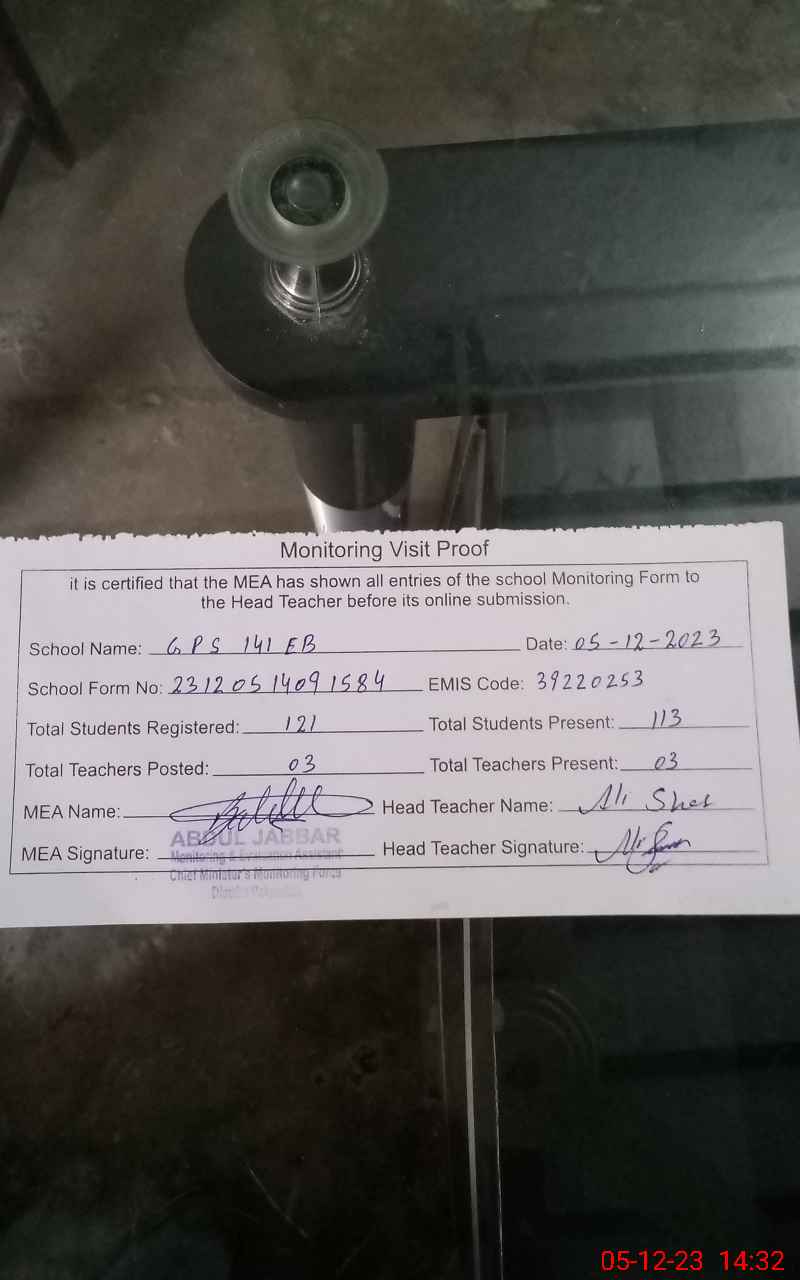 Monitoring Visit Proof
it is certified that the MEA has shown all entries of the school Monitoring Form to
the Head Teacher before its online submission.
School Name: GPS 141 EB Date: 05-12-2023
School Form No: 23120514091584 EMIS Code: 39220253
Total Students Registered: 121 Total Students Present: 113
Total Teachers Posted: 03 Total Teachers Present: 03
MEA Name: Head Teacher Name: Ali Sher
ABDUL JABBAR
MEA Signature: Head Teacher Signature:
Monitoring & Evaluation Assistant
Chief Minister's Monitoring Force
District
05-12-23 14:32